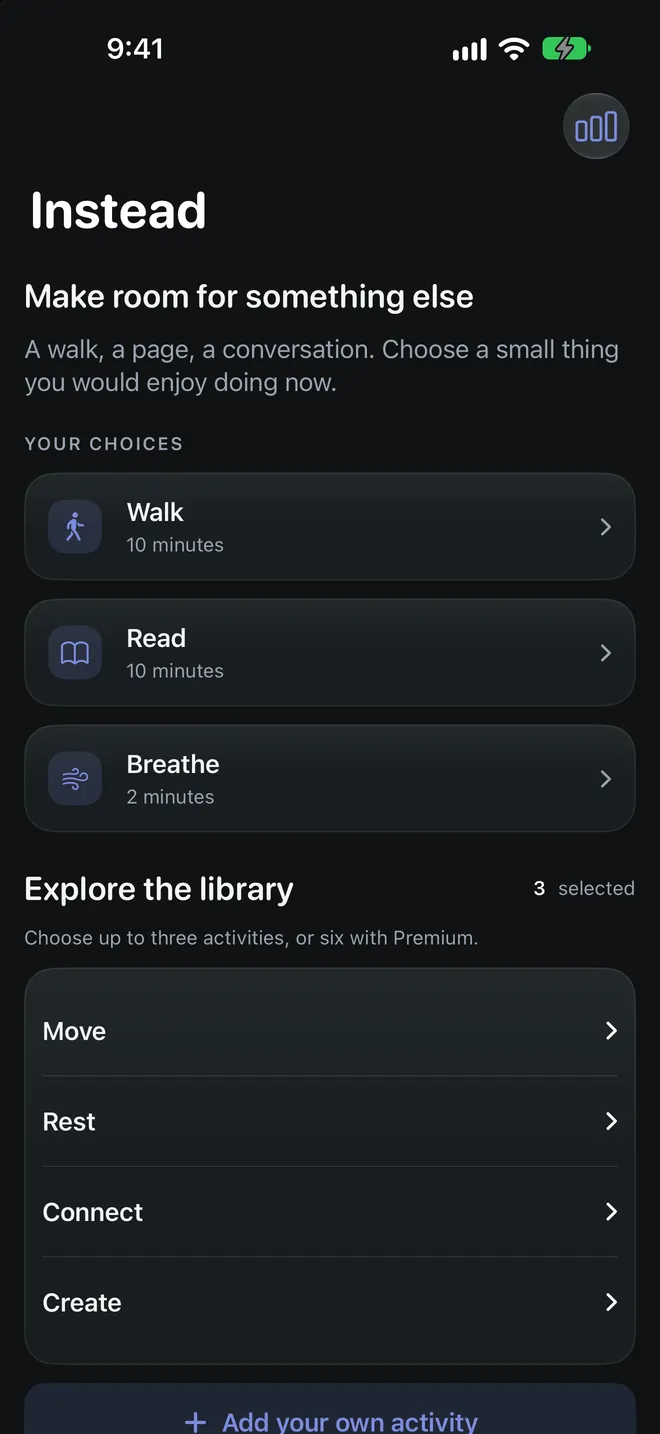 9:41
Instead
Make room for something else
A walk, a page, a conversation. Choose a small thing
you would enjoy doing now.
YOUR CHOICES
Walk
10 minutes
Read
10 minutes
Breathe
2 minutes
Explore the library
3 selected
Choose up to three activities, or six with Premium.
Move
Rest
Connect
Create
+ Add your own activity